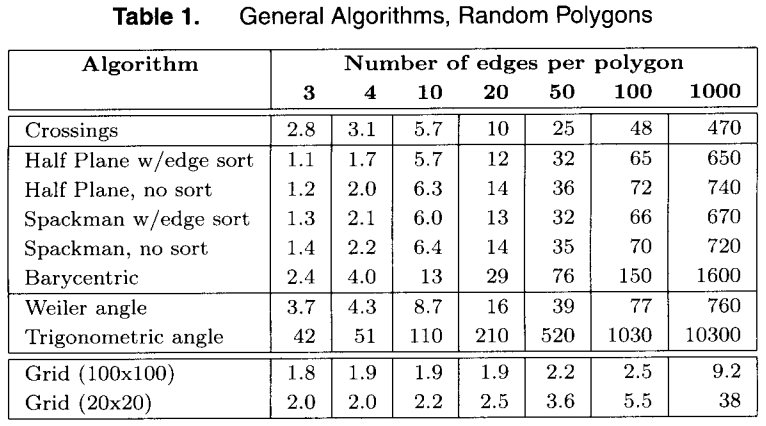 Table 1. General Algorithms, Random Polygons
Algorithm Number of edges per polygon
3 4 10 20 50 100 1000
Crossings 2.8 3.1 5.7 10 25 48 470
Half Plane w/edge sort 1.1 1.7 5.7 12 32 65 650
Half Plane, no sort 1.2 2.0 6.3 14 36 72 740
Spackman w/edge sort 1.3 2.1 6.0 13 32 66 670
Spackman, no sort 1.4 2.2 6.4 14 35 70 720
Barycentric 2.4 4.0 13 29 76 150 1600
Weiler angle 3.7 4.3 8.7 16 39 77 760
Trigonometric angle 42 51 110 210 520 1030 10300
Grid (100x100) 1.8 1.9 1.9 1.9 2.2 2.5 9.2
Grid (20x20) 2.0 2.0 2.2 2.5 3.6 5.5 38